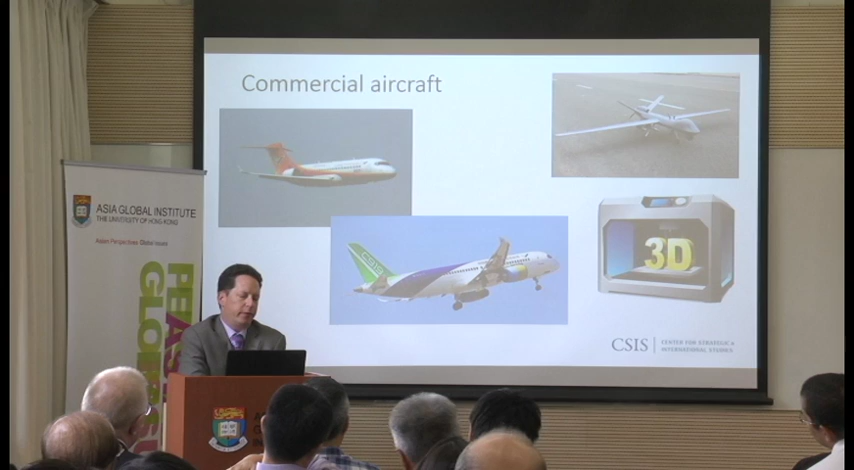 Commercial aircraft
ASIA GLOBAL INSTITUTE
THE UNIVERSITY OF HONG KONG
Asian Perspectives Global Issues
C919
3D
CSIS
CENTER FOR STRATEGIC &
INTERNATIONAL STUDIES